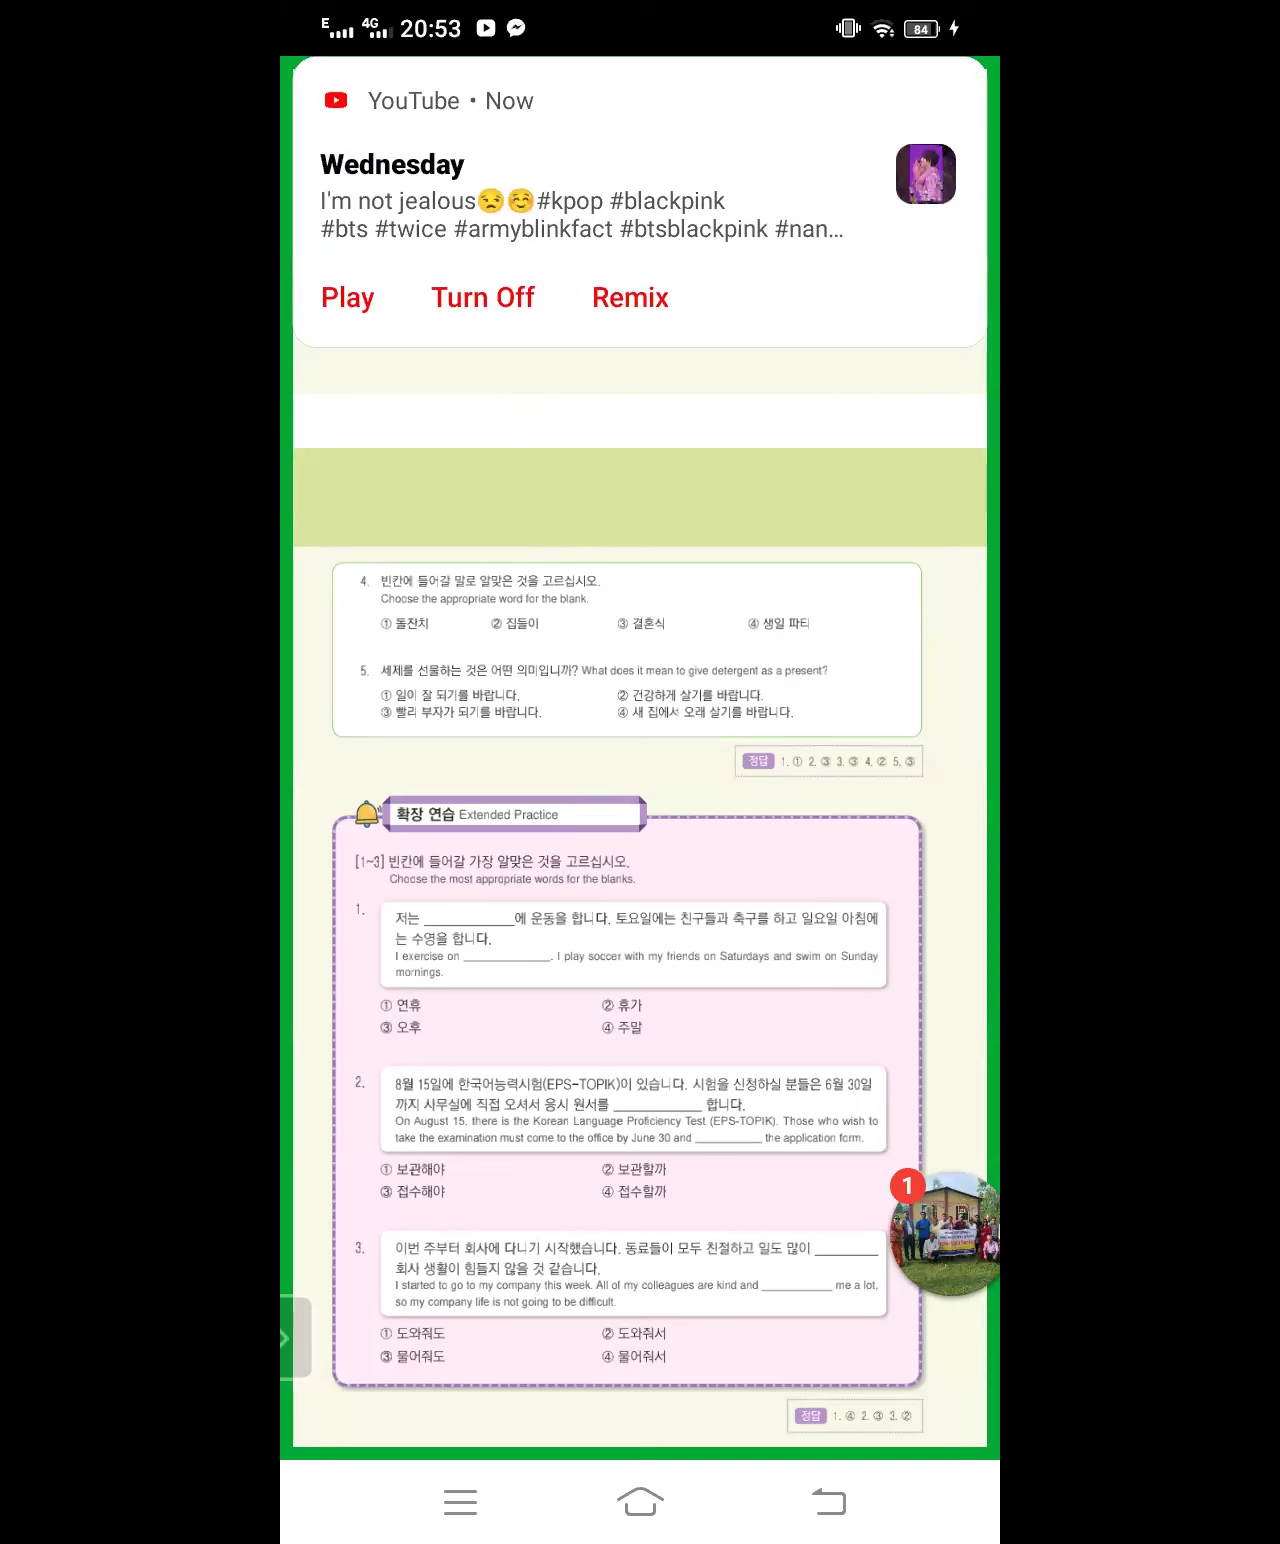 E 4G 20:53 84
YouTube • Now
Wednesday
I'm not jealous😒☺️#kpop #blackpink
#bts #twice #armyblinkfact #btsblackpink #nan...
Play Turn Off Remix
4. 빈칸에 들어갈 말로 알맞은 것을 고르십시오.
Choose the appropriate word for the blank.
① 돌잔치 ② 집들이 ③ 결혼식 ④ 생일 파티
5. 세제를 선물하는 것은 어떤 의미입니까? What does it mean to give detergent as a present?
① 일이 잘 되기를 바랍니다. ② 건강하게 살기를 바랍니다.
③ 빨리 부자가 되기를 바랍니다. ④ 새 집에서 오래 살기를 바랍니다.
정답 1. ① 2. ③ 3. ③ 4. ② 5. ③
확장 연습 Extended Practice
[1~3] 빈칸에 들어갈 가장 알맞은 것을 고르십시오.
Choose the most appropriate words for the blanks.
1. 저는 ______________에 운동을 합니다. 토요일에는 친구들과 축구를 하고 일요일 아침에
는 수영을 합니다.
I exercise on ______________. I play soccer with my friends on Saturdays and swim on Sunday
mornings.
① 연휴 ② 휴가
③ 오후 ④ 주말
2. 8월 15일에 한국어능력시험(EPS-TOPIK)이 있습니다. 시험을 신청하실 분들은 6월 30일
까지 사무실에 직접 오셔서 응시 원서를 ______________ 합니다.
On August 15, there is the Korean Language Proficiency Test (EPS-TOPIK). Those who wish to
take the examination must come to the office by June 30 and ___________ the application form.
① 보관해야 ② 보관할까
③ 접수해야 ④ 접수할까
1
3. 이번 주부터 회사에 다니기 시작했습니다. 동료들이 모두 친절하고 일도 많이 __________
회사 생활이 힘들지 않을 것 같습니다.
I started to go to my company this week. All of my colleagues are kind and ____________ me a lot,
so my company life is not going to be difficult.
① 도와줘도 ② 도와줘서
③ 물어줘도 ④ 물어줘서
정답 1. ④ 2. ③ 3. ②